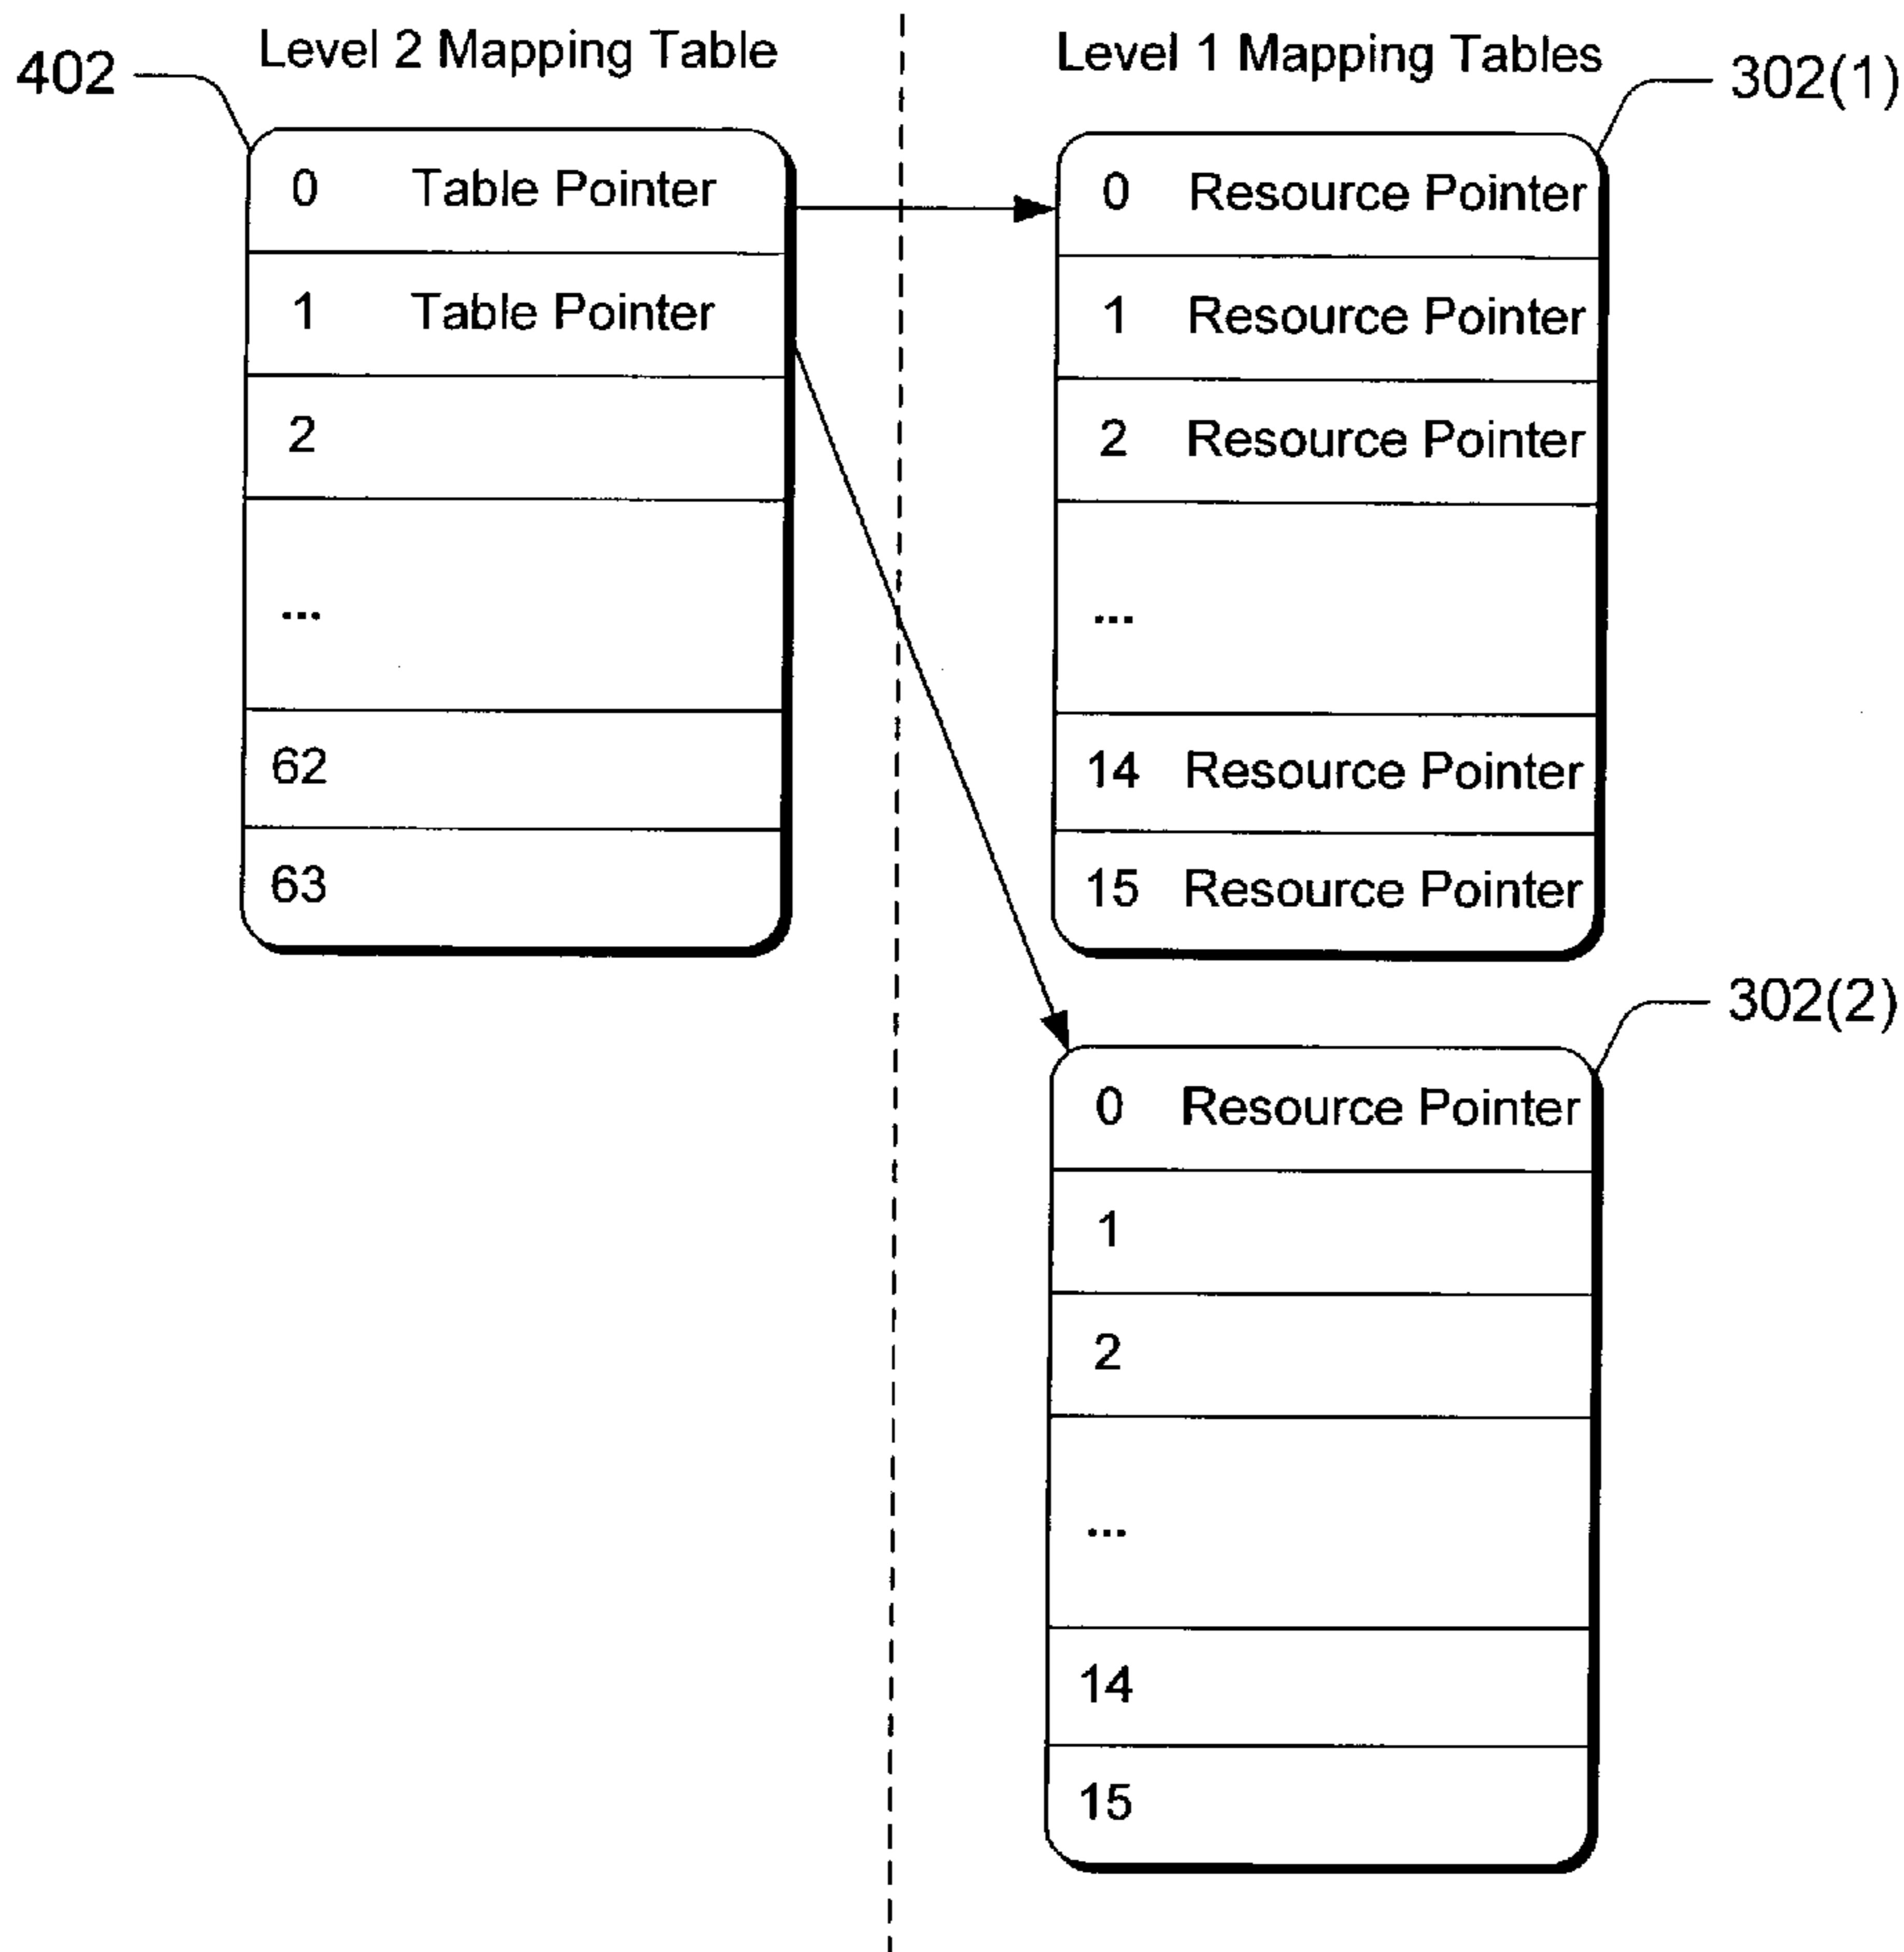 402
Level 2 Mapping Table
0 Table Pointer
1 Table Pointer
2
...
62
63
Level 1 Mapping Tables
302(1)
0 Resource Pointer
1 Resource Pointer
2 Resource Pointer
...
14 Resource Pointer
15 Resource Pointer
302(2)
0 Resource Pointer
1
2
...
14
15